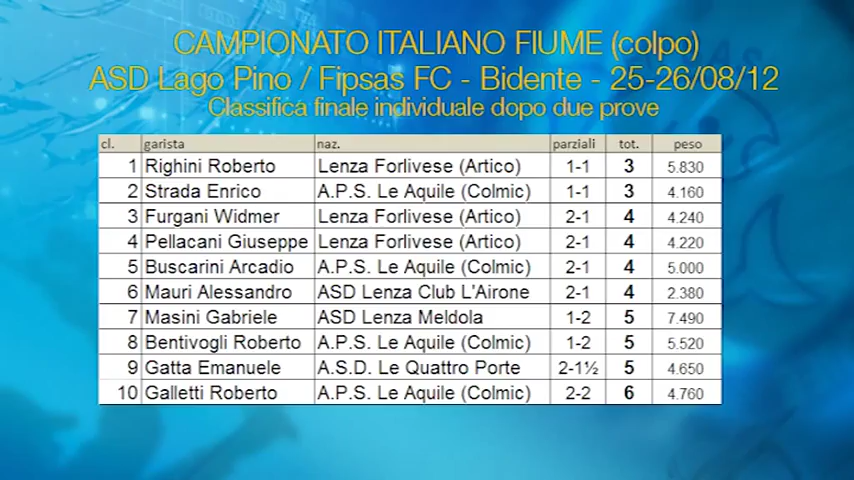 CAMPIONATO ITALIANO FIUME (colpo)
ASD Lago Pino / Fipsas FC - Bidente - 25-26/08/12
Classifica finale individuale dopo due prove
cl. garista naz. parziali tot. peso
1 Righini Roberto Lenza Forlivese (Artico) 1-1 3 5.830
2 Strada Enrico A.P.S. Le Aquile (Colmic) 1-1 3 4.160
3 Furgani Widmer Lenza Forlivese (Artico) 2-1 4 4.240
4 Pellacani Giuseppe Lenza Forlivese (Artico) 2-1 4 4.220
5 Buscarini Arcadio A.P.S. Le Aquile (Colmic) 2-1 4 5.000
6 Mauri Alessandro ASD Lenza Club L'Airone 2-1 4 2.380
7 Masini Gabriele ASD Lenza Meldola 1-2 5 7.490
8 Bentivogli Roberto A.P.S. Le Aquile (Colmic) 1-2 5 5.520
9 Gatta Emanuele A.S.D. Le Quattro Porte 2-1½ 5 4.650
10 Galletti Roberto A.P.S. Le Aquile (Colmic) 2-2 6 4.760